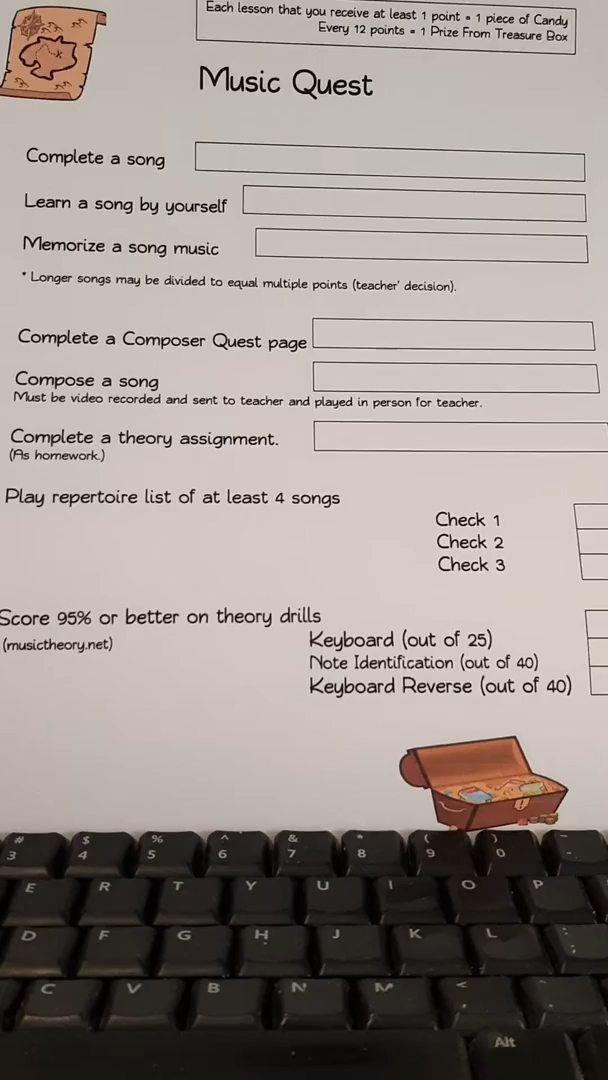 Each lesson that you receive at least 1 point = 1 piece of Candy
Every 12 points = 1 Prize From Treasure Box
Music Quest
Complete a song
Learn a song by yourself
Memorize a song music
* Longer songs may be divided to equal multiple points (teacher' decision).
Complete a Composer Quest page
Compose a song
Must be video recorded and sent to teacher and played in person for teacher.
Complete a theory assignment.
(As homework.)
Play repertoire list of at least 4 songs
Check 1
Check 2
Check 3
Score 95% or better on theory drills
(musictheory.net)
Keyboard (out of 25)
Note Identification (out of 40)
Keyboard Reverse (out of 40)
# $ % ^ & * ( ) _
3 4 5 6 7 8 9 0 -
E R T Y U I O P
D F G H J K L : ;
C V B N M <
Alt